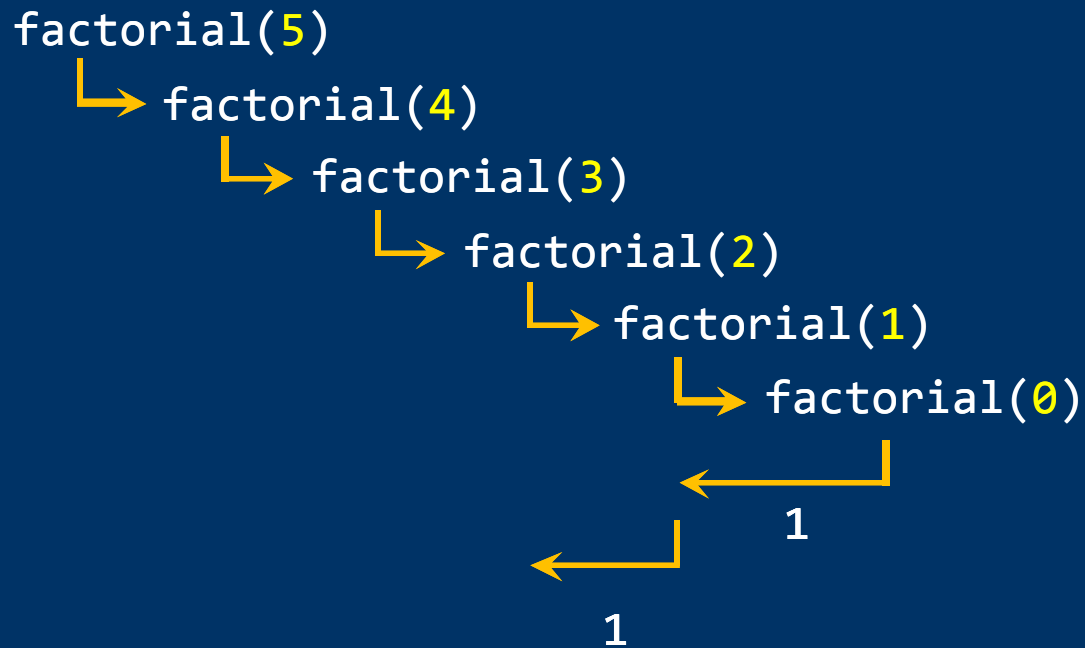 factorial(5)
factorial(4)
factorial(3)
factorial(2)
factorial(1)
factorial(0)
1
1